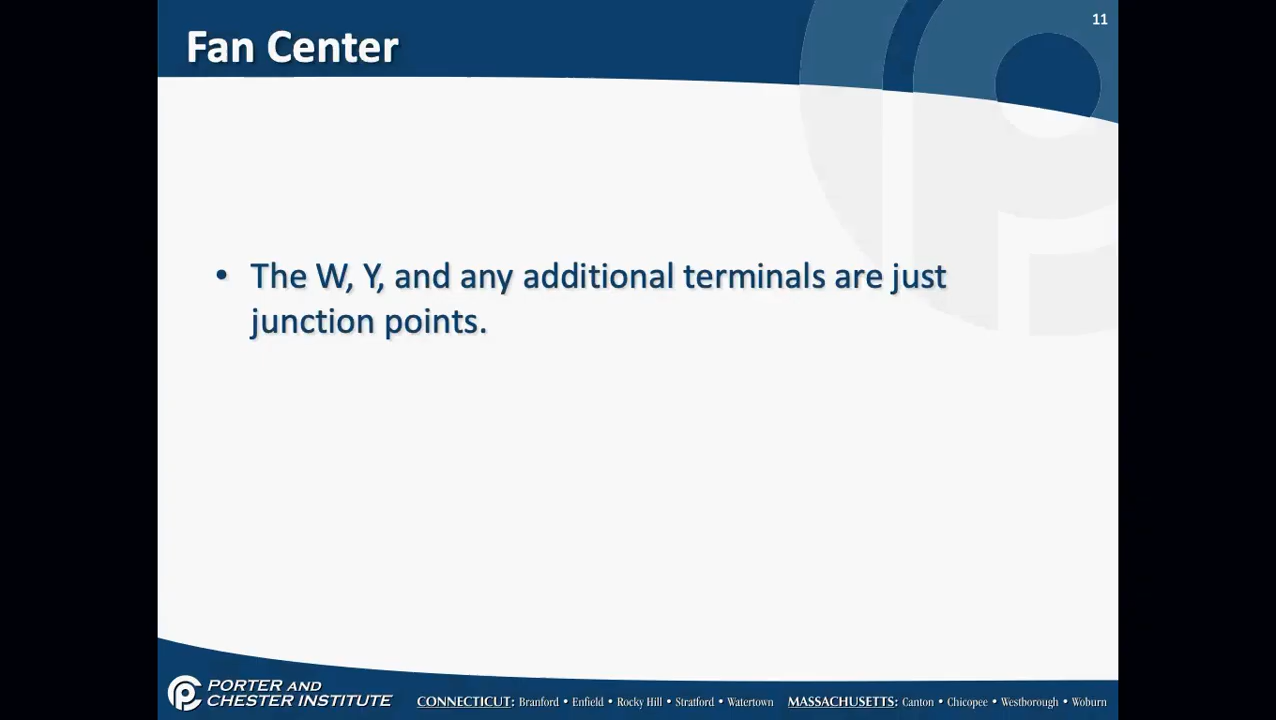 11
Fan Center
• The W, Y, and any additional terminals are just
junction points.
PORTER AND
CHESTER INSTITUTE
CONNECTICUT: Branford • Enfield • Rocky Hill • Stratford • Watertown MASSACHUSETTS: Canton • Chicopee • Westborough • Woburn